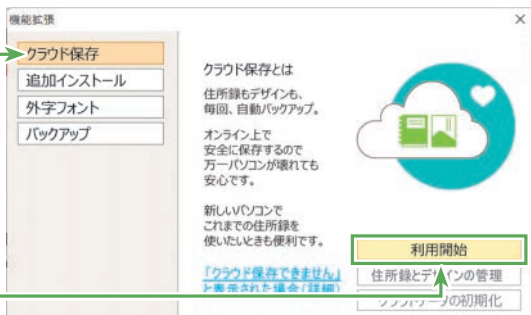 機能拡張
クラウド保存
追加インストール
外字フォント
バックアップ
クラウド保存とは
住所録もデザインも、
毎回、自動バックアップ。
オンライン上で
安全に保存するので
万一パソコンが壊れても
安心です。
新しいパソコンで
これまでの住所録を
使いたいときも便利です。
「クラウド保存できません」
と表示された場合(詳細)
利用開始
住所録とデザインの管理
クラウドデータの初期化